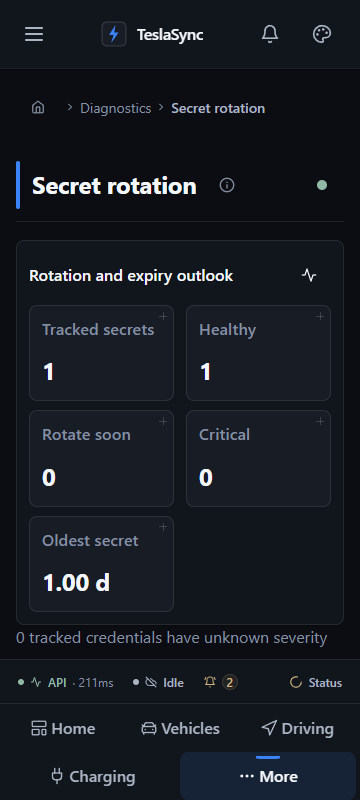 TeslaSync
Diagnostics Secret rotation
Secret rotation
Rotation and expiry outlook
Tracked secrets
1
Healthy
1
Rotate soon
0
Critical
0
Oldest secret
1.00 d
0 tracked credentials have unknown severity
API · 211ms Idle 2 Status
Home Vehicles Driving
Charging More